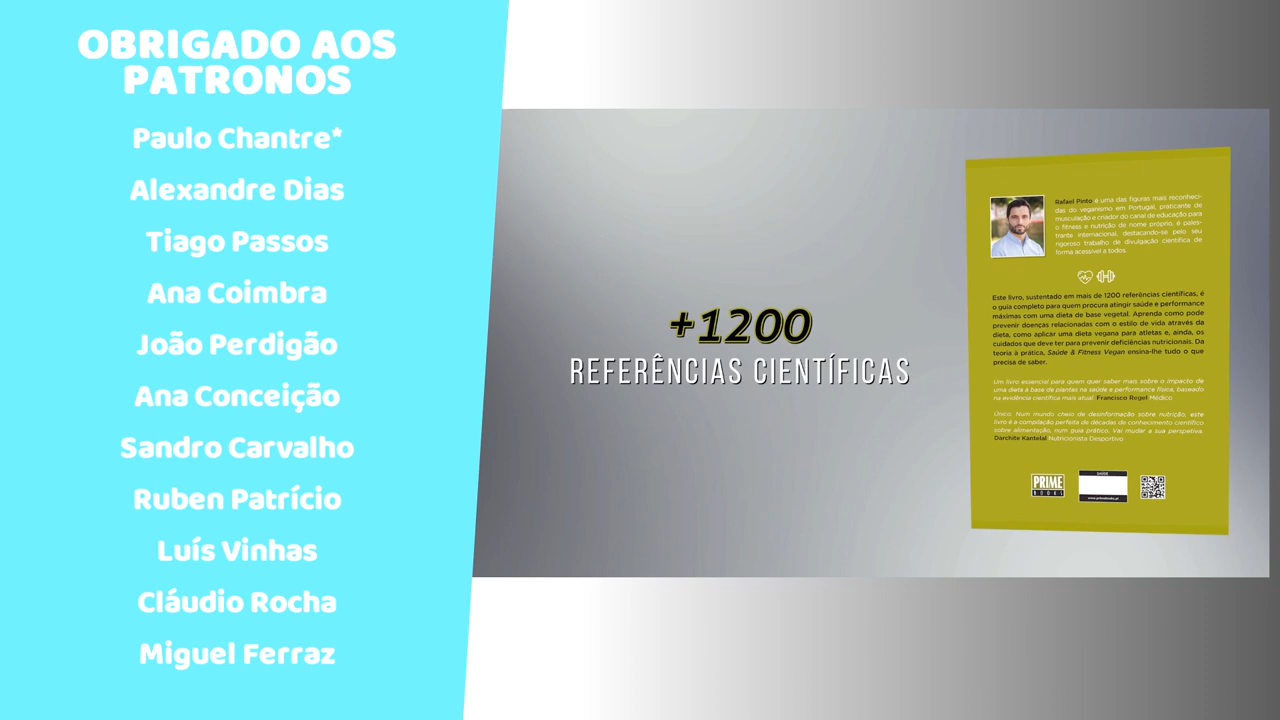 OBRIGADO AOS
PATRONOS
Paulo Chantre*
Alexandre Dias
Tiago Passos
Ana Coimbra
João Perdigão
Ana Conceição
Sandro Carvalho
Ruben Patrício
Luís Vinhas
Cláudio Rocha
Miguel Ferraz
+1200
REFERÊNCIAS CIENTÍFICAS
Rafael Pinto é uma das figuras mais reconheci-
das do veganismo em Portugal, praticante de
musculação e criador do canal de educação para
o fitness e nutrição de nome próprio, é pales-
trante internacional, destacando-se pelo seu
rigoroso trabalho de divulgação científica de
forma acessível a todos.
Este livro, sustentado em mais de 1200 referências científicas, é
o guia completo para quem procura atingir saúde e performance
máximas com uma dieta de base vegetal. Aprenda como pode
prevenir doenças relacionadas com o estilo de vida através da
dieta, como aplicar uma dieta vegana para atletas e, ainda, os
cuidados que deve ter para prevenir deficiências nutricionais. Da
teoria à prática, Saúde & Fitness Vegan ensina-lhe tudo o que
precisa de saber.
Um livro essencial para quem quer saber mais sobre o impacto de
uma dieta à base de plantas na saúde e performance física, baseado
na evidência científica mais atual Francisco Regel Médico
Único. Num mundo cheio de desinformação sobre nutrição, este
livro é a compilação perfeita de décadas de conhecimento científico
sobre alimentação, num guia prático. Vai mudar a sua perspetiva.
Darchite Kantelal Nutricionista Desportivo
PRIME
BOOKS
SAÚDE
www.primebooks.pt